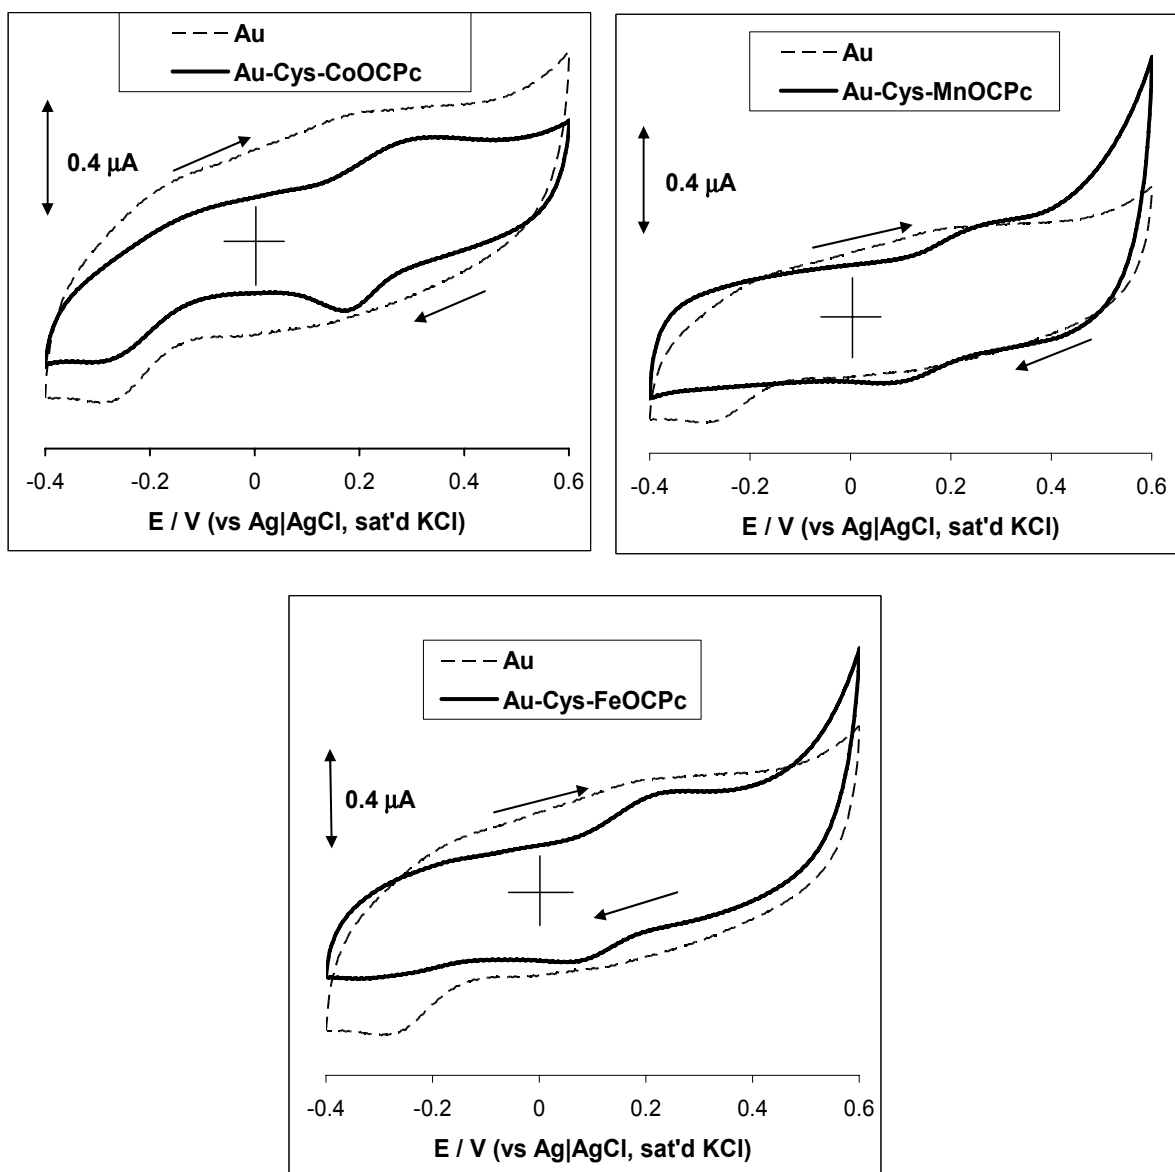 Au
Au-Cys-CoOCPc
0.4 μA
-0.4 -0.2 0 0.2 0.4 0.6
E / V (vs Ag|AgCl, sat'd KCl)
Au
Au-Cys-MnOCPc
0.4 μA
-0.4 -0.2 0 0.2 0.4 0.6
E / V (vs Ag|AgCl, sat'd KCl)
Au
Au-Cys-FeOCPc
0.4 μA
-0.4 -0.2 0 0.2 0.4 0.6
E / V (vs Ag|AgCl, sat'd KCl)